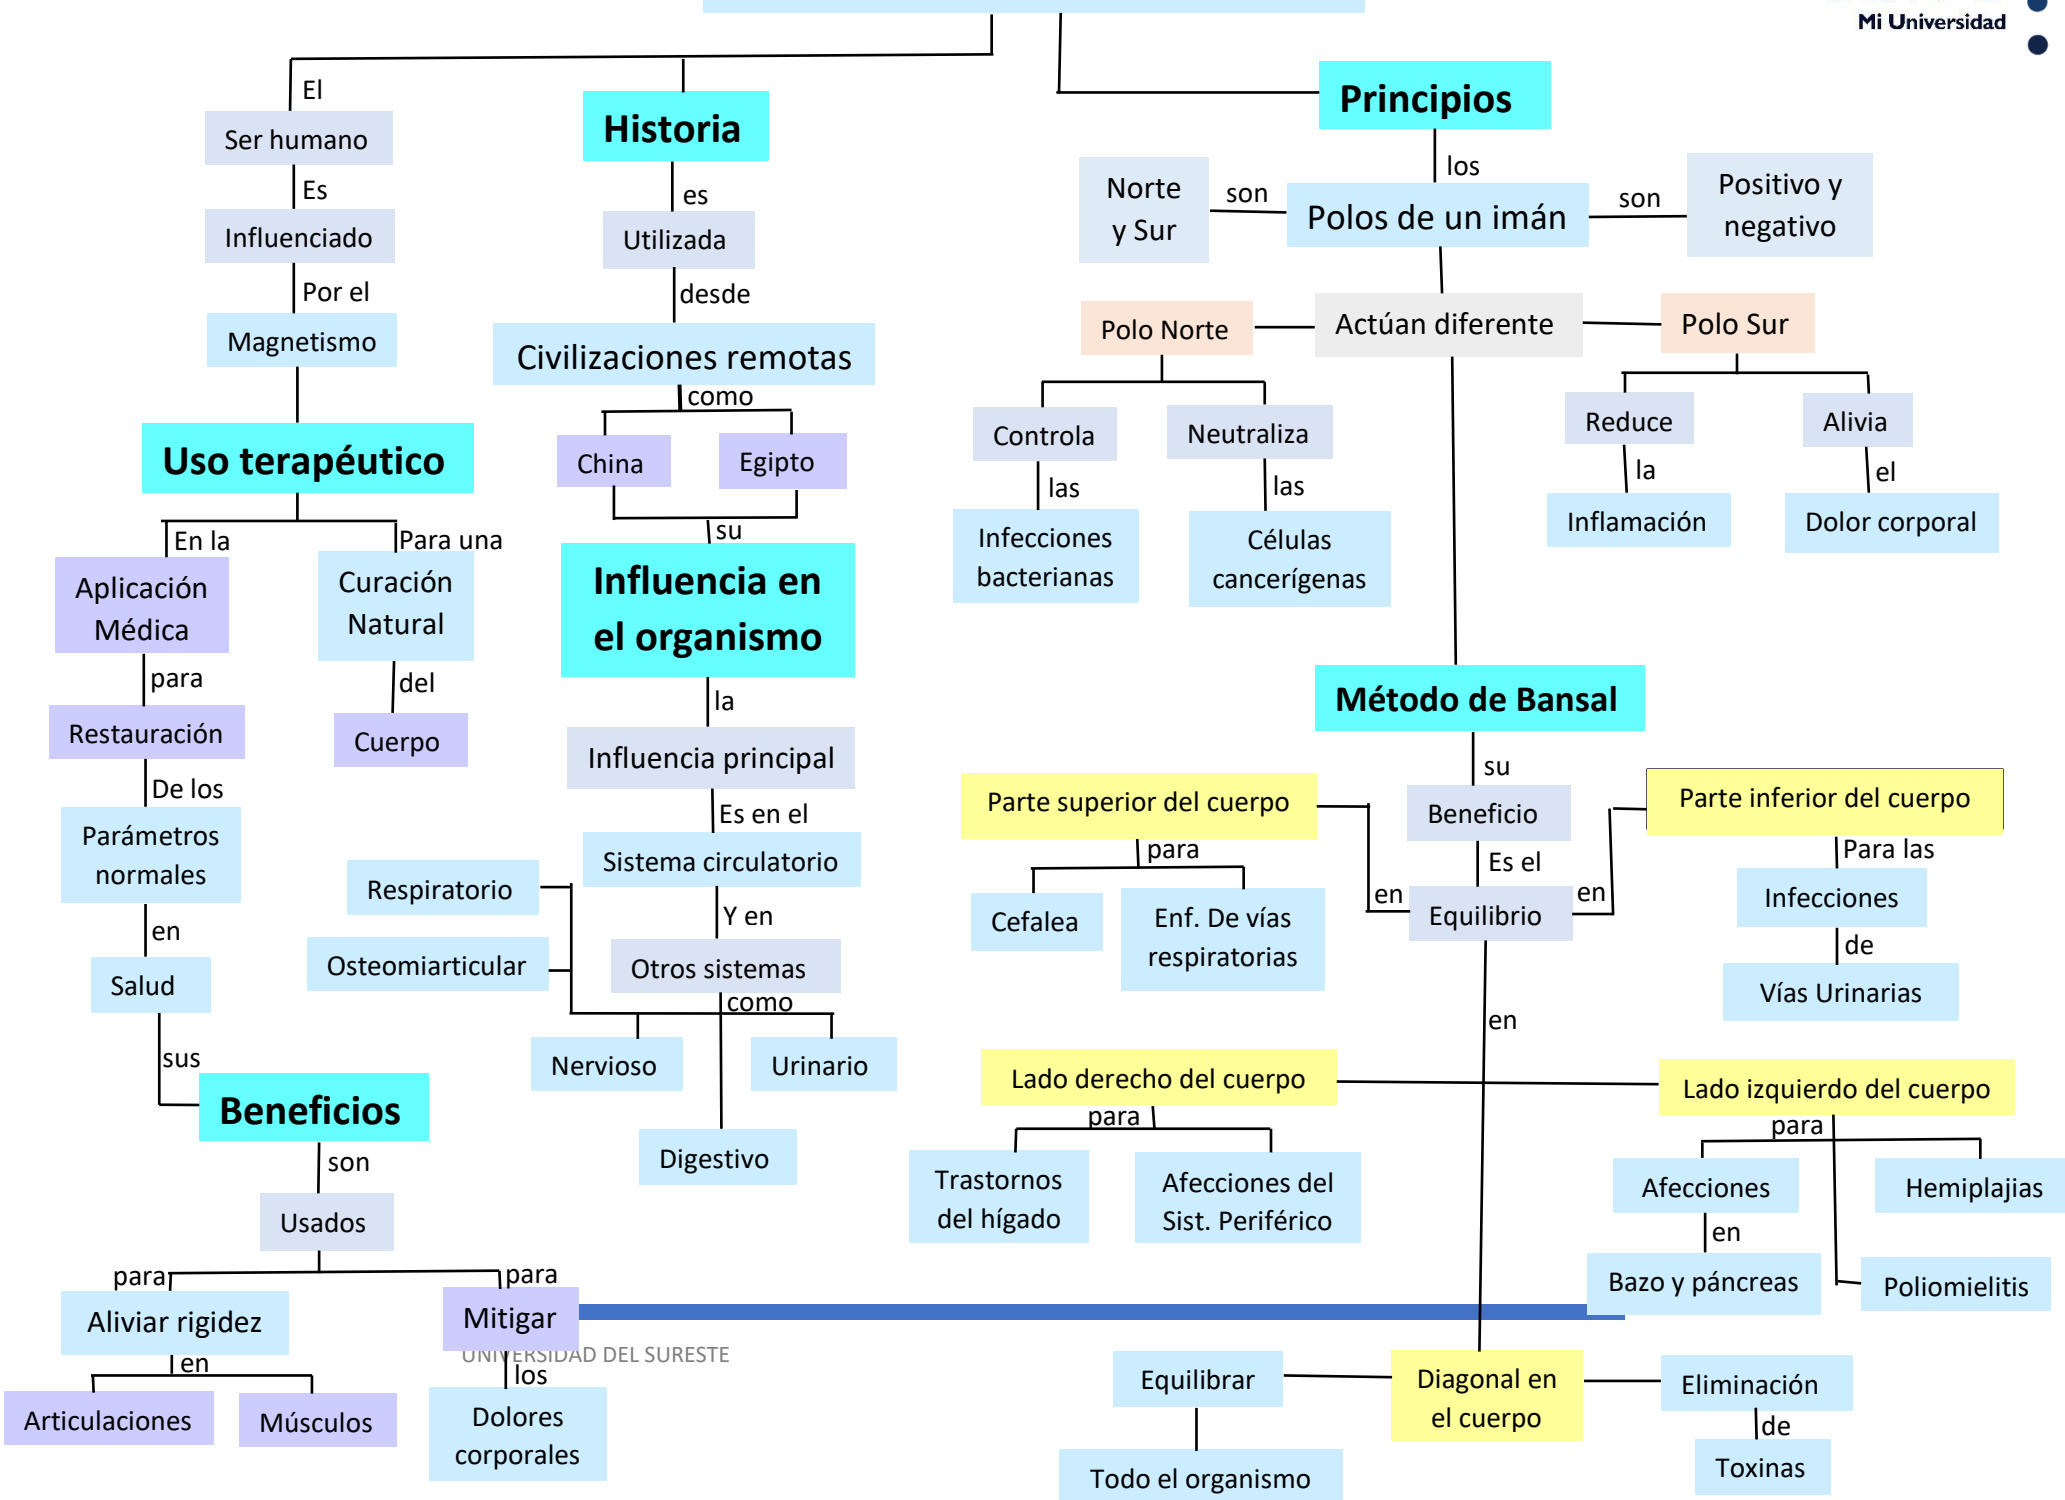 Mi Universidad
El
Ser humano
Es
Influenciado
Por el
Magnetismo
Uso terapéutico
En la
Aplicación
Médica
para
Restauración
De los
Parámetros
normales
en
Salud
sus
Para una
Curación
Natural
del
Cuerpo
Beneficios
son
Usados
para
Aliviar rigidez
en
Articulaciones
Músculos
para
Mitigar
los
Dolores
corporales
Historia
es
Utilizada
desde
Civilizaciones remotas
como
China
Egipto
su
Influencia en
el organismo
la
Influencia principal
Es en el
Sistema circulatorio
Y en
Otros sistemas
como
Respiratorio
Osteomiarticular
Nervioso
Urinario
Digestivo
Principios
los
Polos de un imán
son
Norte
y Sur
son
Positivo y
negativo
Actúan diferente
Polo Norte
Controla
las
Infecciones
bacterianas
Neutraliza
las
Células
cancerígenas
Polo Sur
Reduce
la
Inflamación
Alivia
el
Dolor corporal
Método de Bansal
su
Beneficio
Es el
Equilibrio
en
Parte superior del cuerpo
para
Cefalea
Enf. De vías
respiratorias
en
Parte inferior del cuerpo
Para las
Infecciones
de
Vías Urinarias
en
Lado derecho del cuerpo
para
Trastornos
del hígado
Afecciones del
Sist. Periférico
Lado izquierdo del cuerpo
para
Afecciones
en
Bazo y páncreas
Hemiplajias
Poliomielitis
Diagonal en
el cuerpo
Equilibrar
Todo el organismo
Eliminación
de
Toxinas
UNIVERSIDAD DEL SURESTE